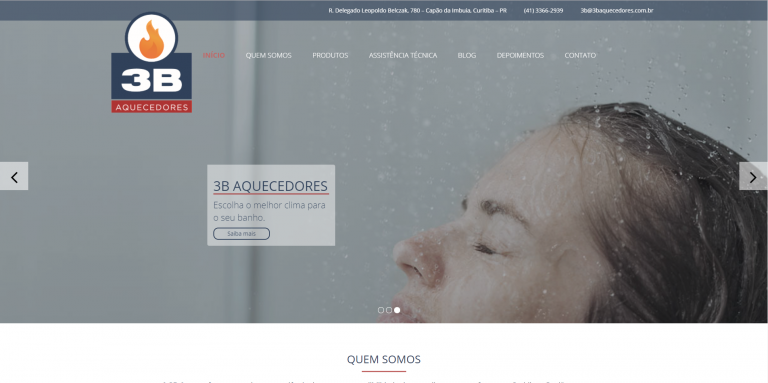 R. Delegado Leopoldo Belczak, 780 – Capão da Imbuia, Curitiba – PR (41) 3366-2939 3b@3baquecedores.com.br
3B
AQUECEDORES
INÍCIO QUEM SOMOS PRODUTOS ASSISTÊNCIA TÉCNICA BLOG DEPOIMENTOS CONTATO
3B AQUECEDORES
Escolha o melhor clima para
o seu banho.
Saiba mais
QUEM SOMOS